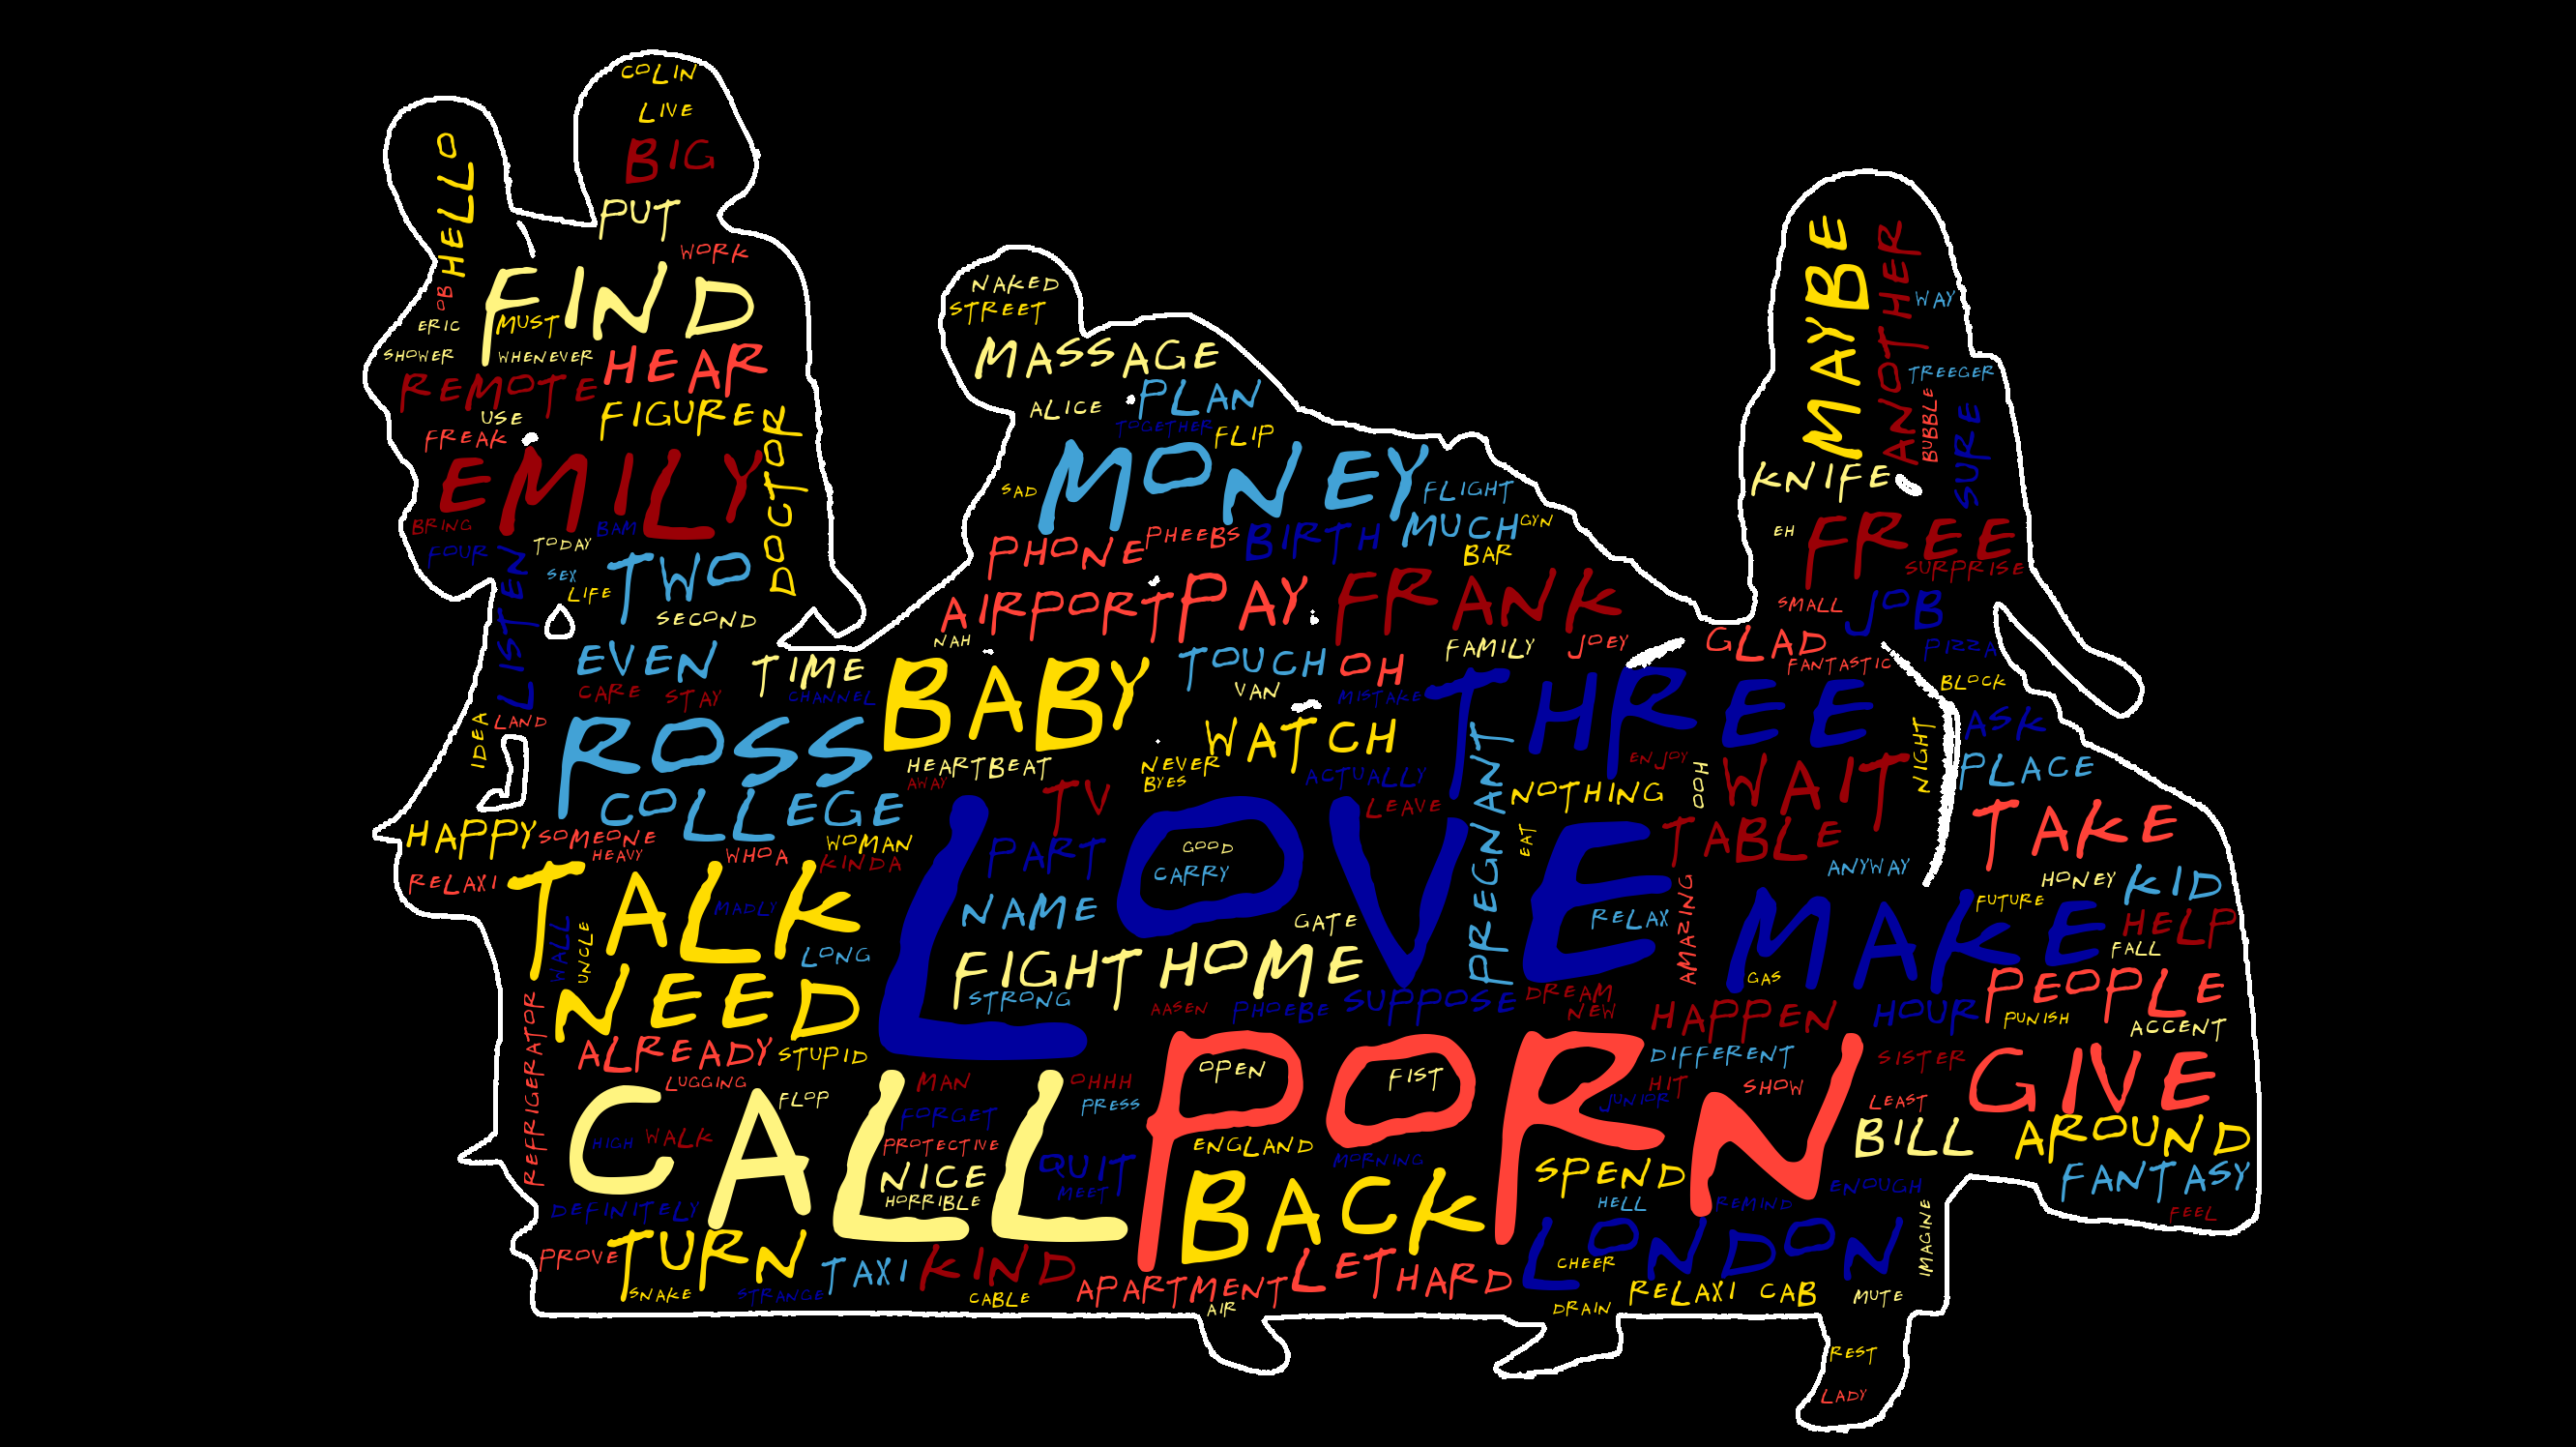 COLIN
LIVE
BIG
PUT
HELLO
WORK
FIND
OB
ERIC
MUST
SHOWER
WHENEVER
HEAR
REMOTE
USE
FIGURE
FREAK
DOCTOR
EMILY
BRING
BAM
FOUR
TODAY
LISTEN
SEX
TWO
LIFE
SECOND
EVEN
TIME
CARE
STAY
CHANNEL
IDEA
LAND
ROSS
COLLEGE
HAPPY
SOMEONE
HEAVY
WHOA
WOMAN
KINDA
RELAXI
TALK
MADLY
WALL
UNCLE
LONG
NEED
REFRIGERATOR
ALREADY
STUPID
LUGGING
FLOP
CALL
HIGH
WALK
DEFINITELY
PROVE
TURN
SNAKE
STRANGE
TAXI
KIND
CABLE
NAKED
STREET
MASSAGE
ALICE
PLAN
TOGETHER
FLIP
SAD
MONEY
FLIGHT
PHONE
PHEEBS
BIRTH
MUCH
GYN
BAR
AIRPORT
PAY
FRANK
NAH
TOUCH
OH
FAMILY
JOEY
BABY
VAN
MISTAKE
WATCH
HEARTBEAT
NEVER
BYES
ACTUALLY
AWAY
TV
LEAVE
LOVE
PART
GOOD
CARRY
NAME
GATE
FIGHT
HOME
STRONG
AASEN
PHOEBE
SUPPOSE
PREGNANT
EAT
NOTHING
ENJOY
OOH
THREE
WAIT
NIGHT
TABLE
ANYWAY
RELAX
AMAZING
DREAM
NEW
MAKE
GAS
HAPPEN
HOUR
MAN
OHHH
PRESS
FORGET
PROTECTIVE
NICE
HORRIBLE
QUIT
MEET
PORN
OPEN
FIST
ENGLAND
MORNING
BACK
APARTMENT
AIR
LET
HARD
DIFFERENT
HIT
JUNIOR
SHOW
SPEND
HELL
REMIND
ENOUGH
LONDON
CHEER
DRAIN
RELAXI CAB
IMAGINE
MUTE
REST
LADY
MAYBE
ANOTHER
WAY
TREEGER
BUBBLE
SURE
KNIFE
EH
FREE
SURPRISE
SMALL
JOB
GLAD
FANTASTIC
PIZZA
BLOCK
ASK
PLACE
TAKE
HONEY
KID
FUTURE
HELP
FALL
PEOPLE
PUNISH
ACCENT
SISTER
GIVE
LEAST
BILL
AROUND
FANTASY
FEEL